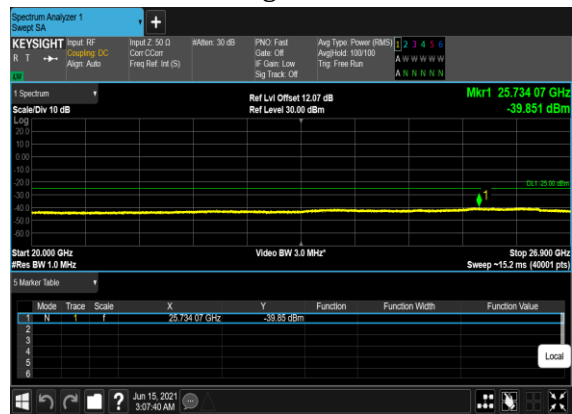 Spectrum Analyzer 1
Swept SA
+
KEYSIGHT Input: RF Input Z: 50 Ω #Atten: 30 dB PNO: Fast Avg Type: Power (RMS) 1 2 3 4 5 6
R T Coupling: DC Corr CCorr Gate: Off Avg|Hold: 100/100 A W W W W W
Align: Auto Freq Ref: Int (S) IF Gain: Low Trig: Free Run
LW Sig Track: Off A N N N N N
1 Spectrum Ref Lvl Offset 12.07 dB Mkr1 25.734 07 GHz
Scale/Div 10 dB Ref Level 30.00 dBm -39.851 dBm
Log
20.0
10.0
0.00
-10.0
-20.0
DL1 -25.00 dBm
-30.0
1
-40.0
-50.0
-60.0
Start 20.000 GHz Video BW 3.0 MHz* Stop 26.900 GHz
#Res BW 1.0 MHz Sweep ~15.2 ms (40001 pts)
5 Marker Table
Mode Trace Scale X Y Function Function Width Function Value
1 N 1 f 25.734 07 GHz -39.85 dBm
2
3
4
5
6
Local
? Jun 15, 2021
3:07:40 AM